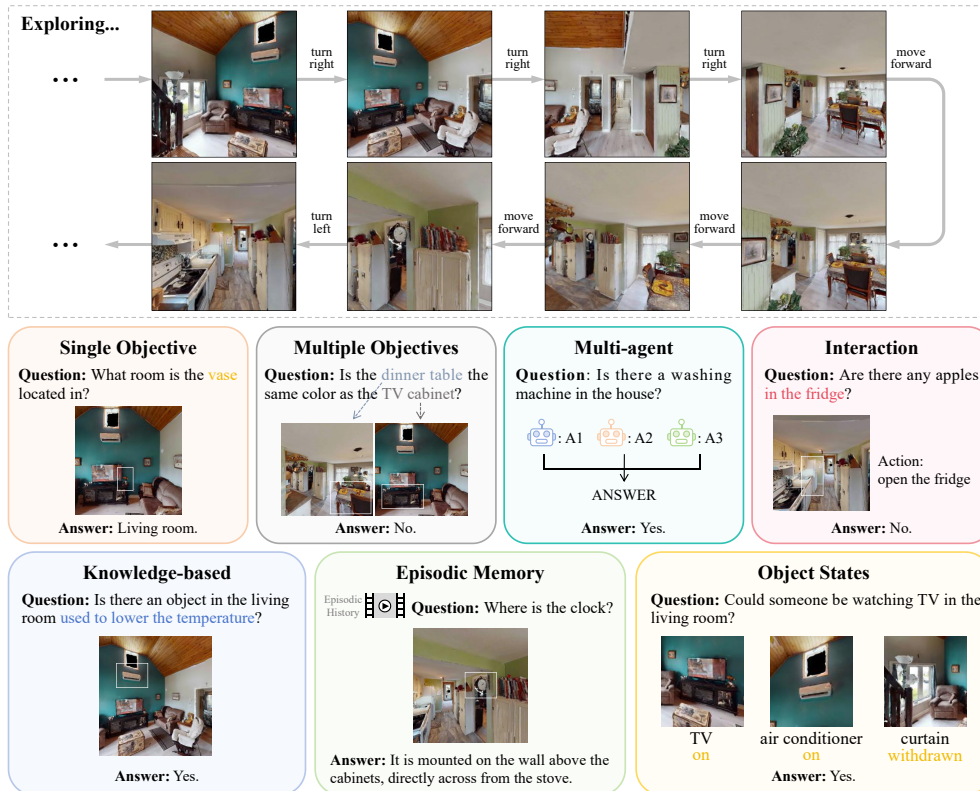 Exploring...
turn
right
turn
right
turn
right
move
forward
...
...
turn
left
move
forward
move
forward
Single Objective
Question: What room is the vase
located in?
Answer: Living room.
Multiple Objectives
Question: Is the dinner table the
same color as the TV cabinet?
Answer: No.
Multi-agent
Question: Is there a washing
machine in the house?
: A1
: A2
: A3
ANSWER
Answer: Yes.
Interaction
Question: Are there any apples
in the fridge?
Action:
open the fridge
Answer: No.
Knowledge-based
Question: Is there an object in the living
room used to lower the temperature?
Answer: Yes.
Episodic Memory
Episodic
History
Question: Where is the clock?
Answer: It is mounted on the wall above the
cabinets, directly across from the stove.
Object States
Question: Could someone be watching TV in the
living room?
TV
on
air conditioner
on
curtain
withdrawn
Answer: Yes.